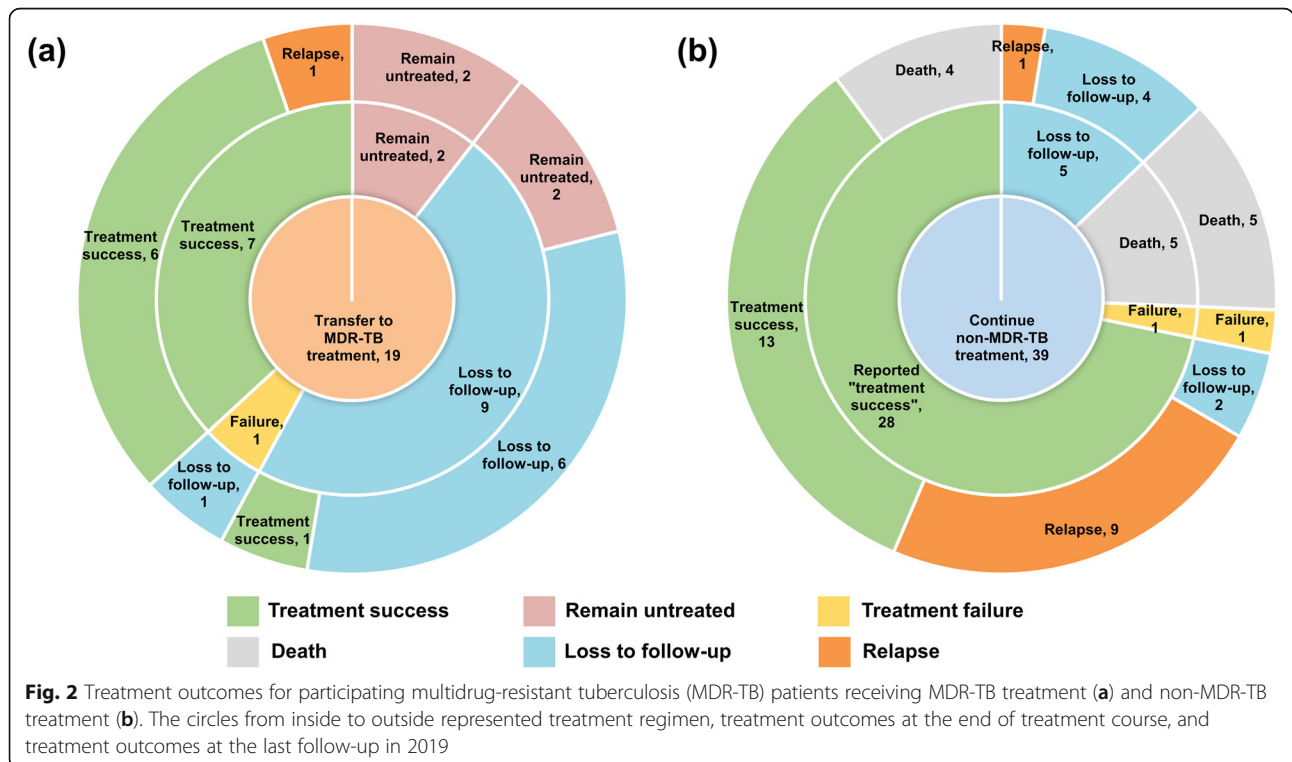 (a)
Relapse,
1
Remain
untreated, 2
Remain
untreated,
2
Remain
untreated, 2
Treatment
success, 7
Treatment
success, 6
Transfer to
MDR-TB
treatment, 19
Loss to
follow-up,
9
Loss to
follow-up, 6
Failure,
1
Loss to
follow-up,
1
Treatment
success, 1
(b)
Death, 4
Relapse,
1
Loss to
follow-up, 4
Loss to
follow-up,
5
Death, 5
Death, 5
Failure,
1
Failure,
1
Loss to
follow-up,
2
Treatment
success,
13
Continue
non-MDR-TB
treatment, 39
Reported
"treatment
success",
28
Relapse, 9
Treatment success
Remain untreated
Treatment failure
Death
Loss to follow-up
Relapse
Fig. 2 Treatment outcomes for participating multidrug-resistant tuberculosis (MDR-TB) patients receiving MDR-TB treatment (a) and non-MDR-TB
treatment (b). The circles from inside to outside represented treatment regimen, treatment outcomes at the end of treatment course, and
treatment outcomes at the last follow-up in 2019